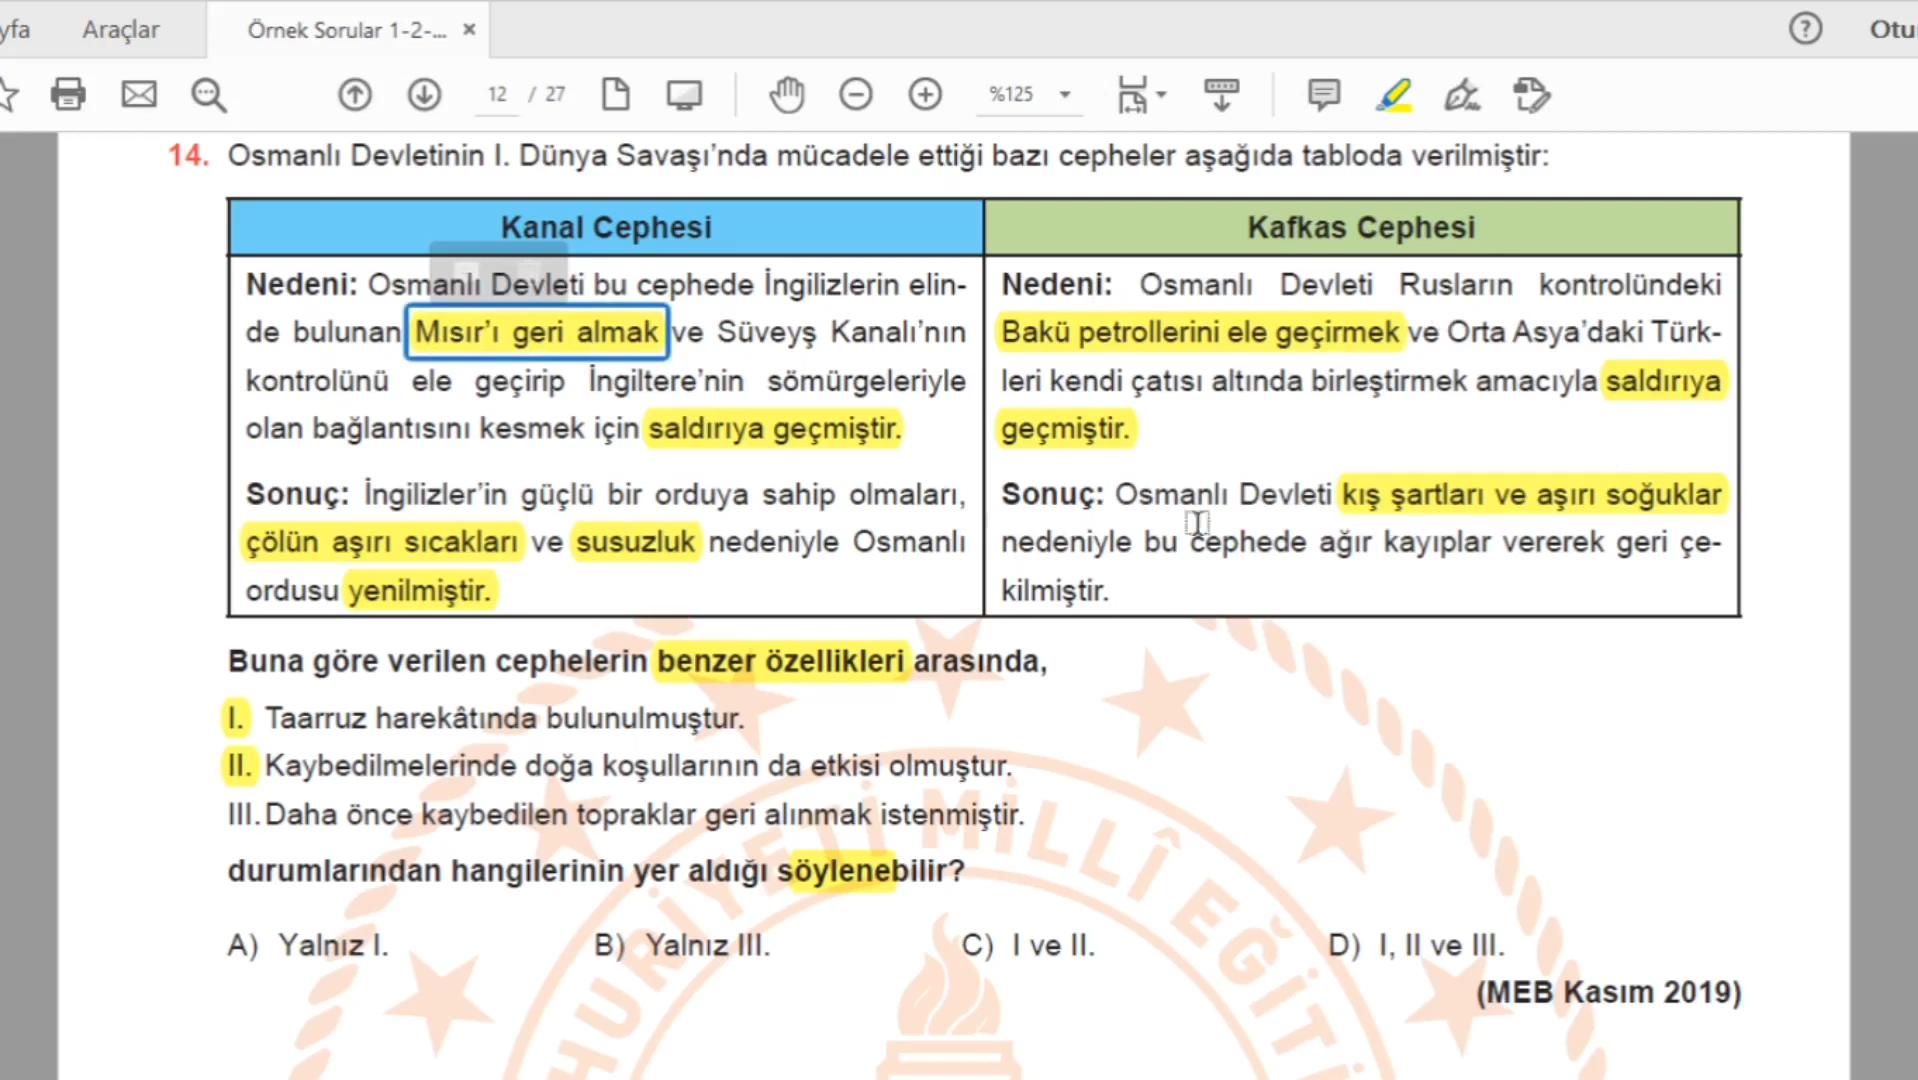 yfa Araçlar Örnek Sorular 1-2-... × ? Otu
12 / 27 %125
14. Osmanlı Devletinin I. Dünya Savaşı'nda mücadele ettiği bazı cepheler aşağıda tabloda verilmiştir:
Kanal Cephesi
Nedeni: Osmanlı Devleti bu cephede İngilizlerin elin-
de bulunan Mısır'ı geri almak ve Süveyş Kanalı'nın
kontrolünü ele geçirip İngiltere'nin sömürgeleriyle
olan bağlantısını kesmek için saldırıya geçmiştir.
Sonuç: İngilizler'in güçlü bir orduya sahip olmaları,
çölün aşırı sıcakları ve susuzluk nedeniyle Osmanlı
ordusu yenilmiştir.
Kafkas Cephesi
Nedeni: Osmanlı Devleti Rusların kontrolündeki
Bakü petrollerini ele geçirmek ve Orta Asya'daki Türk-
leri kendi çatısı altında birleştirmek amacıyla saldırıya
geçmiştir.
Sonuç: Osmanlı Devleti kış şartları ve aşırı soğuklar
nedeniyle bu cephede ağır kayıplar vererek geri çe-
kilmiştir.
Buna göre verilen cephelerin benzer özellikleri arasında,
I. Taarruz harekâtında bulunulmuştur.
II. Kaybedilmelerinde doğa koşullarının da etkisi olmuştur.
III. Daha önce kaybedilen topraklar geri alınmak istenmiştir.
durumlarından hangilerinin yer aldığı söylenebilir?
A) Yalnız I. B) Yalnız III. C) I ve II. D) I, II ve III.
(MEB Kasım 2019)
HURİYETİ MİLLÎ EĞİTİ